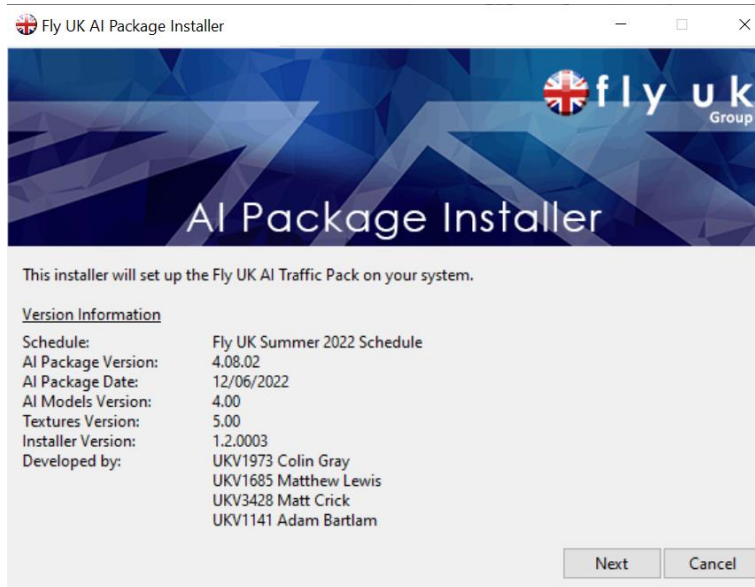 Fly UK AI Package Installer
fly uk
Group
AI Package Installer
This installer will set up the Fly UK AI Traffic Pack on your system.
Version Information
Schedule: Fly UK Summer 2022 Schedule
AI Package Version: 4.08.02
AI Package Date: 12/06/2022
AI Models Version: 4.00
Textures Version: 5.00
Installer Version: 1.2.0003
Developed by: UKV1973 Colin Gray
UKV1685 Matthew Lewis
UKV3428 Matt Crick
UKV1141 Adam Bartlam
Next Cancel